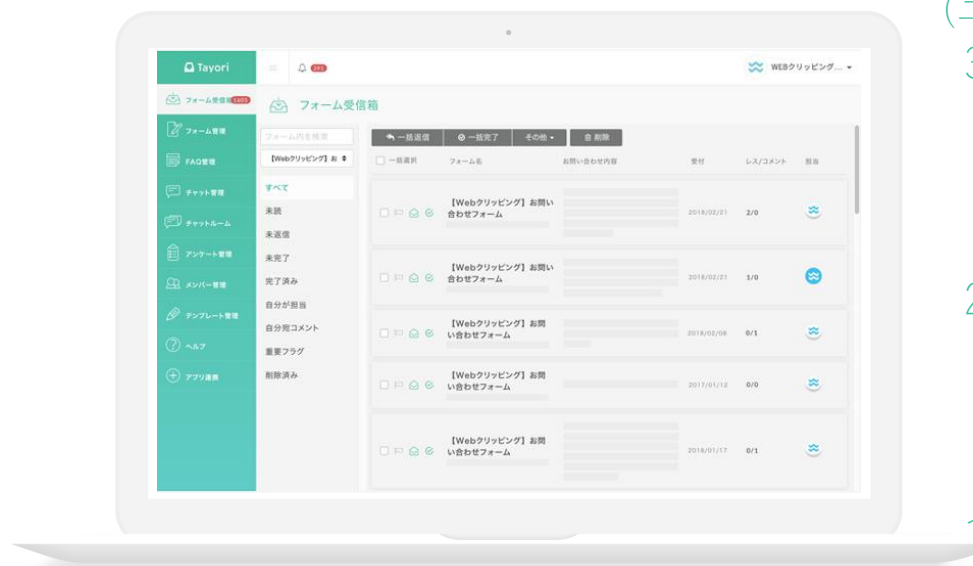 Tayori
WEBクリッピング...
フォーム受信箱
フォーム管理
FAQ管理
チャット管理
チャットルーム
アンケート管理
メンバー管理
テンプレート管理
ヘルプ
アプリ連携
フォーム受信箱
フォーム内を検索
【Webクリッピング】お
すべて
未読
未返信
未完了
完了済み
自分が担当
自分宛コメント
重要フラグ
削除済み
一括返信 一括完了 その他 削除
一括選択 フォーム名 お問い合わせ内容 受付 レス/コメント 担当
【Webクリッピング】お問い
合わせフォーム
2018/02/21 2/0
【Webクリッピング】お問い
合わせフォーム
2018/02/21 1/0
【Webクリッピング】お問
い合わせフォーム
2018/02/08 0/1
【Webクリッピング】お問
い合わせフォーム
2017/01/12 0/0
【Webクリッピング】お問
い合わせフォーム
2018/01/17 0/1